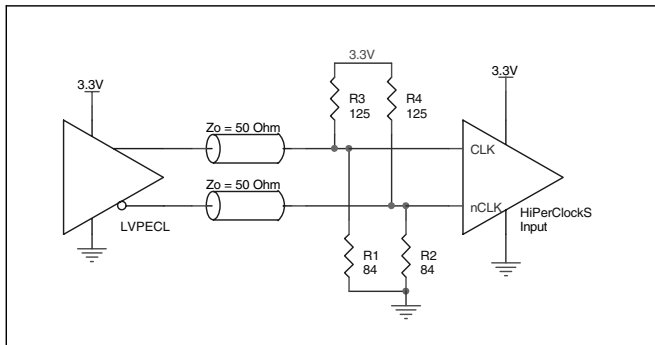 3.3V
3.3V
3.3V
R3
125
R4
125
Zo = 50 Ohm
CLK
Zo = 50 Ohm
nCLK
HiPerClockS
Input
LVPECL
R1
84
R2
84